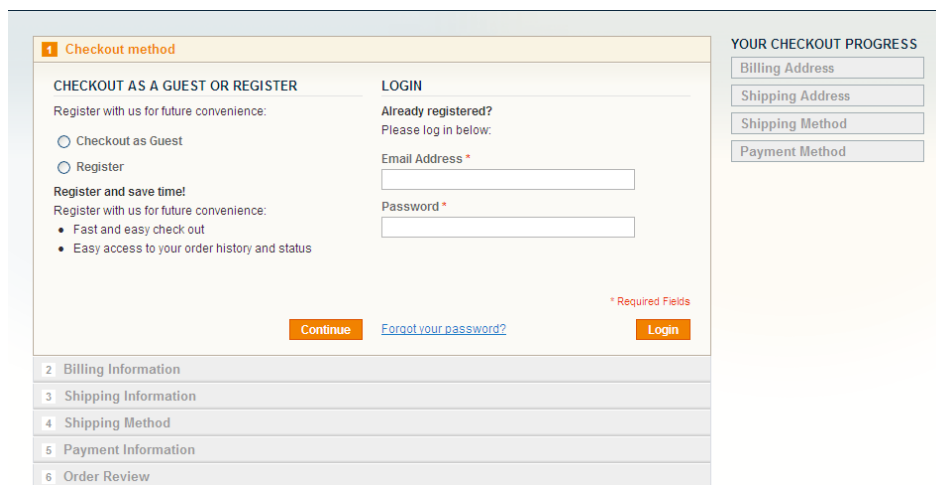 1 Checkout method
CHECKOUT AS A GUEST OR REGISTER
Register with us for future convenience:
Checkout as Guest
Register
Register and save time!
Register with us for future convenience:
• Fast and easy check out
• Easy access to your order history and status
Continue
LOGIN
Already registered?
Please log in below:
Email Address *
Password *
* Required Fields
Forgot your password?
Login
2 Billing Information
3 Shipping Information
4 Shipping Method
5 Payment Information
6 Order Review
YOUR CHECKOUT PROGRESS
Billing Address
Shipping Address
Shipping Method
Payment Method